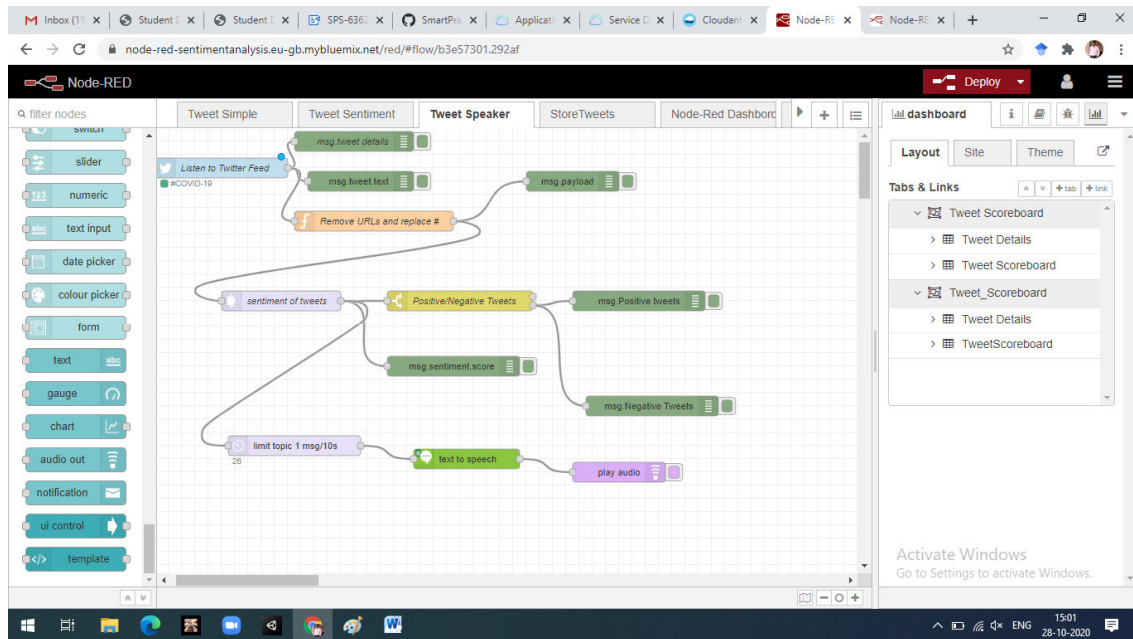 Inbox (11
Student D
Student D
SPS-6362
SmartPra
Applicatio
Service D
Cloudant
Node-RE
Node-RE
node-red-sentimentanalysis.eu-gb.mybluemix.net/red/#flow/b3e57301.292af
Node-RED
Deploy
filter nodes
Tweet Simple
Tweet Sentiment
Tweet Speaker
StoreTweets
Node-Red Dashbord
dashboard
i
switch
slider
123 numeric
abc text input
date picker
colour picker
form
text abc
gauge
chart
audio out
notification
ui control
</> template
msg.tweet details
Listen to Twitter Feed
#COVID-19
msg.tweet.text
msg.payload
f Remove URLs and replace #
sentiment of tweets
Positive/Negative Tweets
msg.Positive tweets
msg.sentiment.score
msg.Negative Tweets
limit topic 1 msg/10s
26
text to speech
play audio
Layout
Site
Theme
Tabs & Links
+ tab
+ link
Tweet Scoreboard
Tweet Details
Tweet Scoreboard
Tweet_Scoreboard
Tweet Details
TweetScoreboard
Activate Windows
Go to Settings to activate Windows.
ENG
15:01
28-10-2020